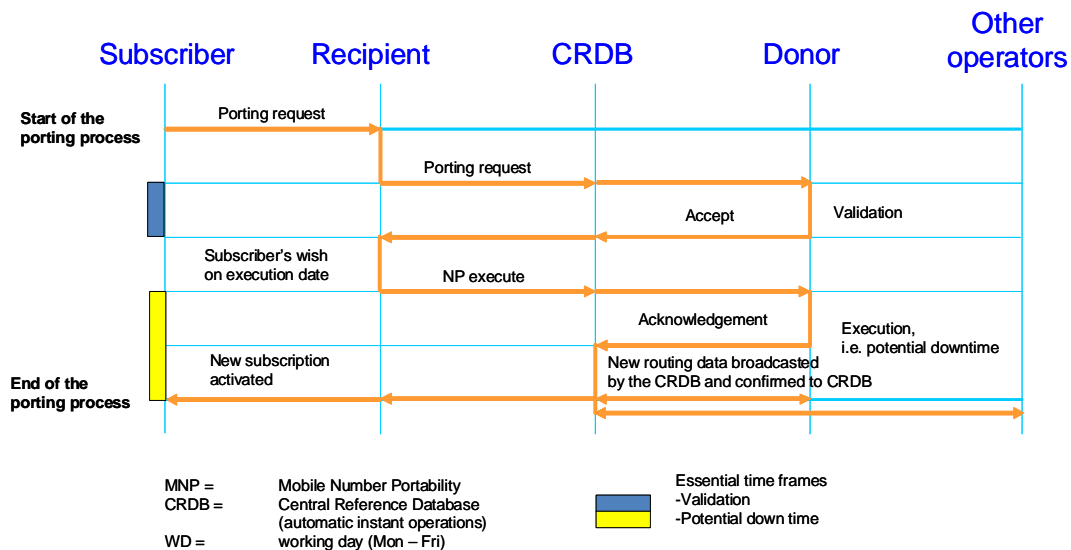 Other
Subscriber Recipient CRDB Donor operators
Start of the
porting process
Porting request
Porting request
Accept
Validation
Subscriber's wish
on execution date
NP execute
Acknowledgement
Execution,
i.e. potential downtime
New subscription
activated
New routing data broadcasted
by the CRDB and confirmed to CRDB
End of the
porting process
MNP = Mobile Number Portability
CRDB = Central Reference Database
(automatic instant operations)
WD = working day (Mon – Fri)
Essential time frames
-Validation
-Potential down time